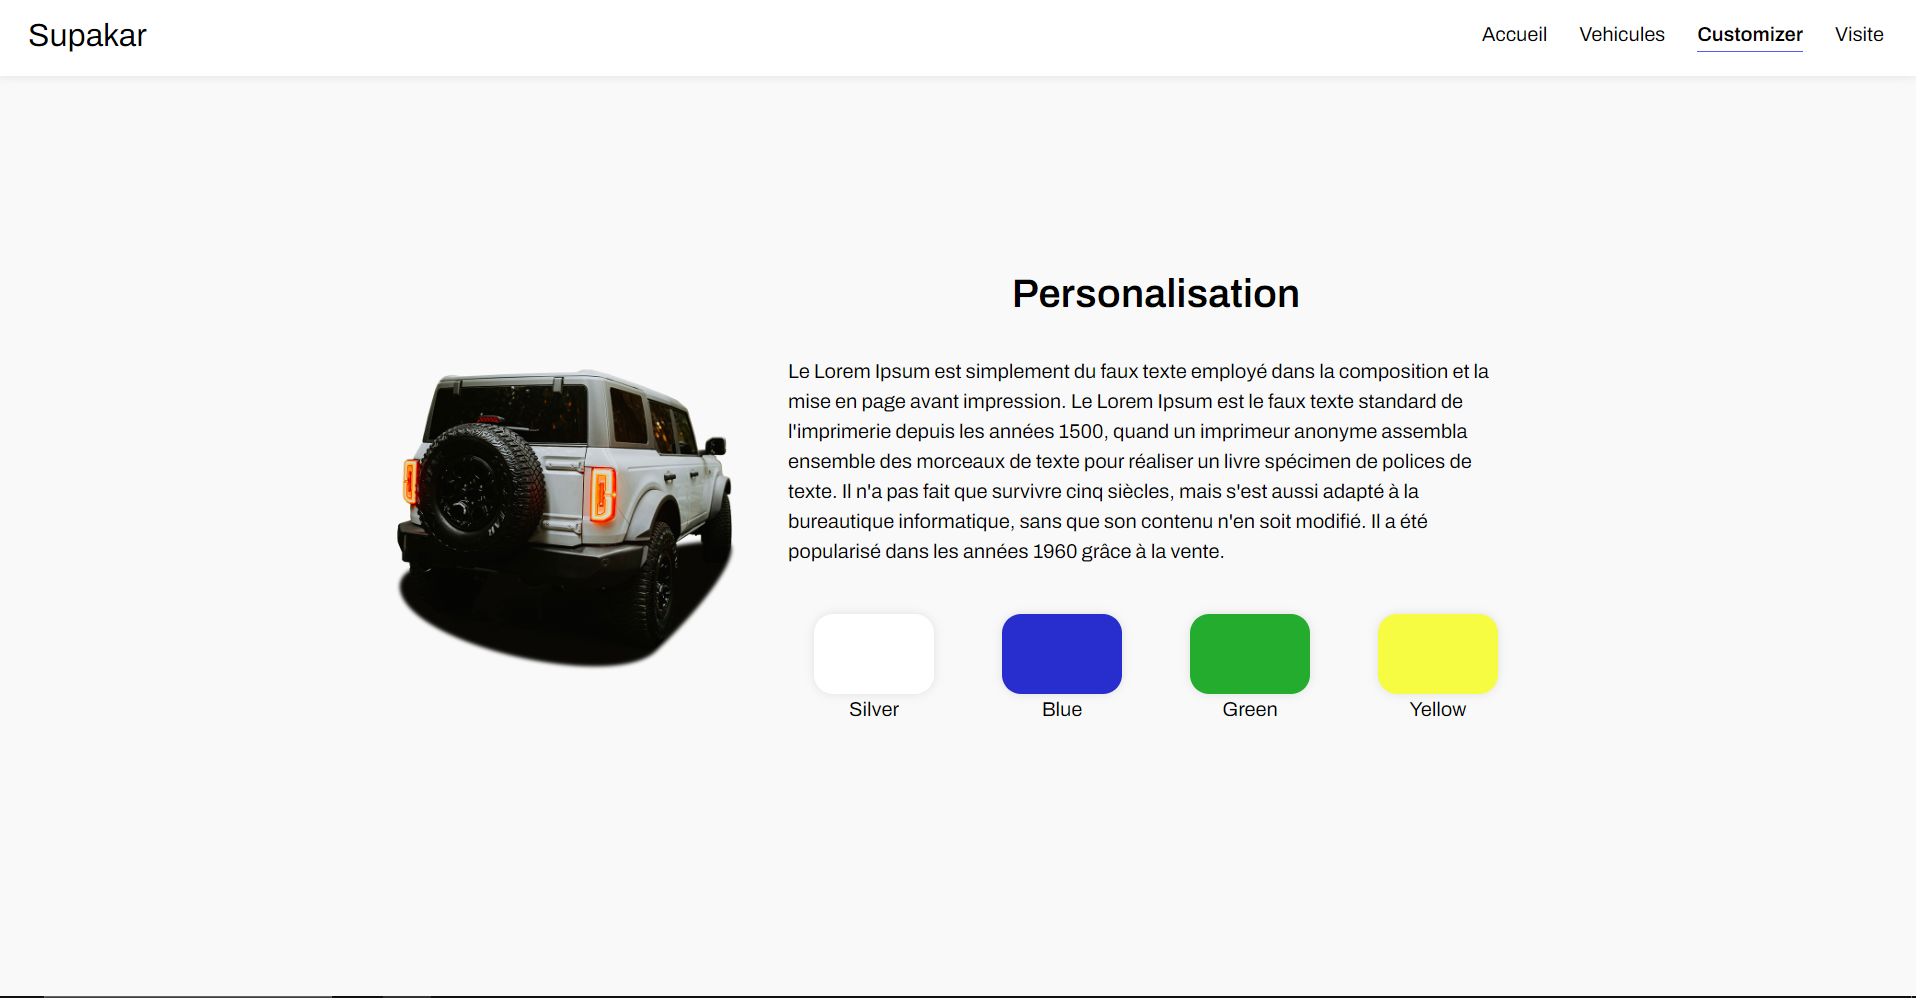 Supakar
Accueil Vehicules Customizer Visite
Personalisation
Le Lorem Ipsum est simplement du faux texte employé dans la composition et la
mise en page avant impression. Le Lorem Ipsum est le faux texte standard de
l'imprimerie depuis les années 1500, quand un imprimeur anonyme assembla
ensemble des morceaux de texte pour réaliser un livre spécimen de polices de
texte. Il n'a pas fait que survivre cinq siècles, mais s'est aussi adapté à la
bureautique informatique, sans que son contenu n'en soit modifié. Il a été
popularisé dans les années 1960 grâce à la vente.
Silver Blue Green Yellow